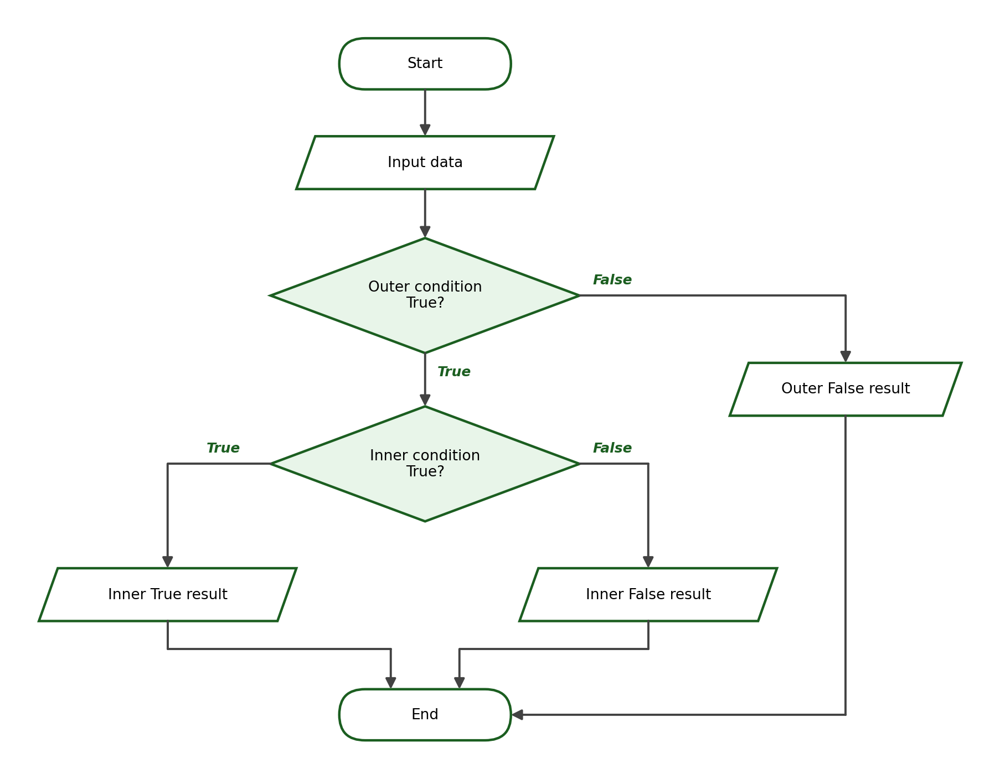 Start
Input data
Outer condition
True?
False
True
Outer False result
Inner condition
True?
True
False
Inner True result
Inner False result
End